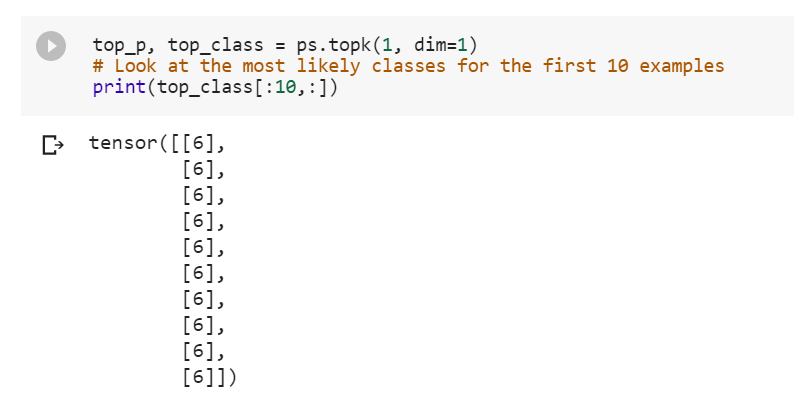 top_p, top_class = ps.topk(1, dim=1)
# Look at the most likely classes for the first 10 examples
print(top_class[:10,:])
tensor([[6],
[6],
[6],
[6],
[6],
[6],
[6],
[6],
[6],
[6]])